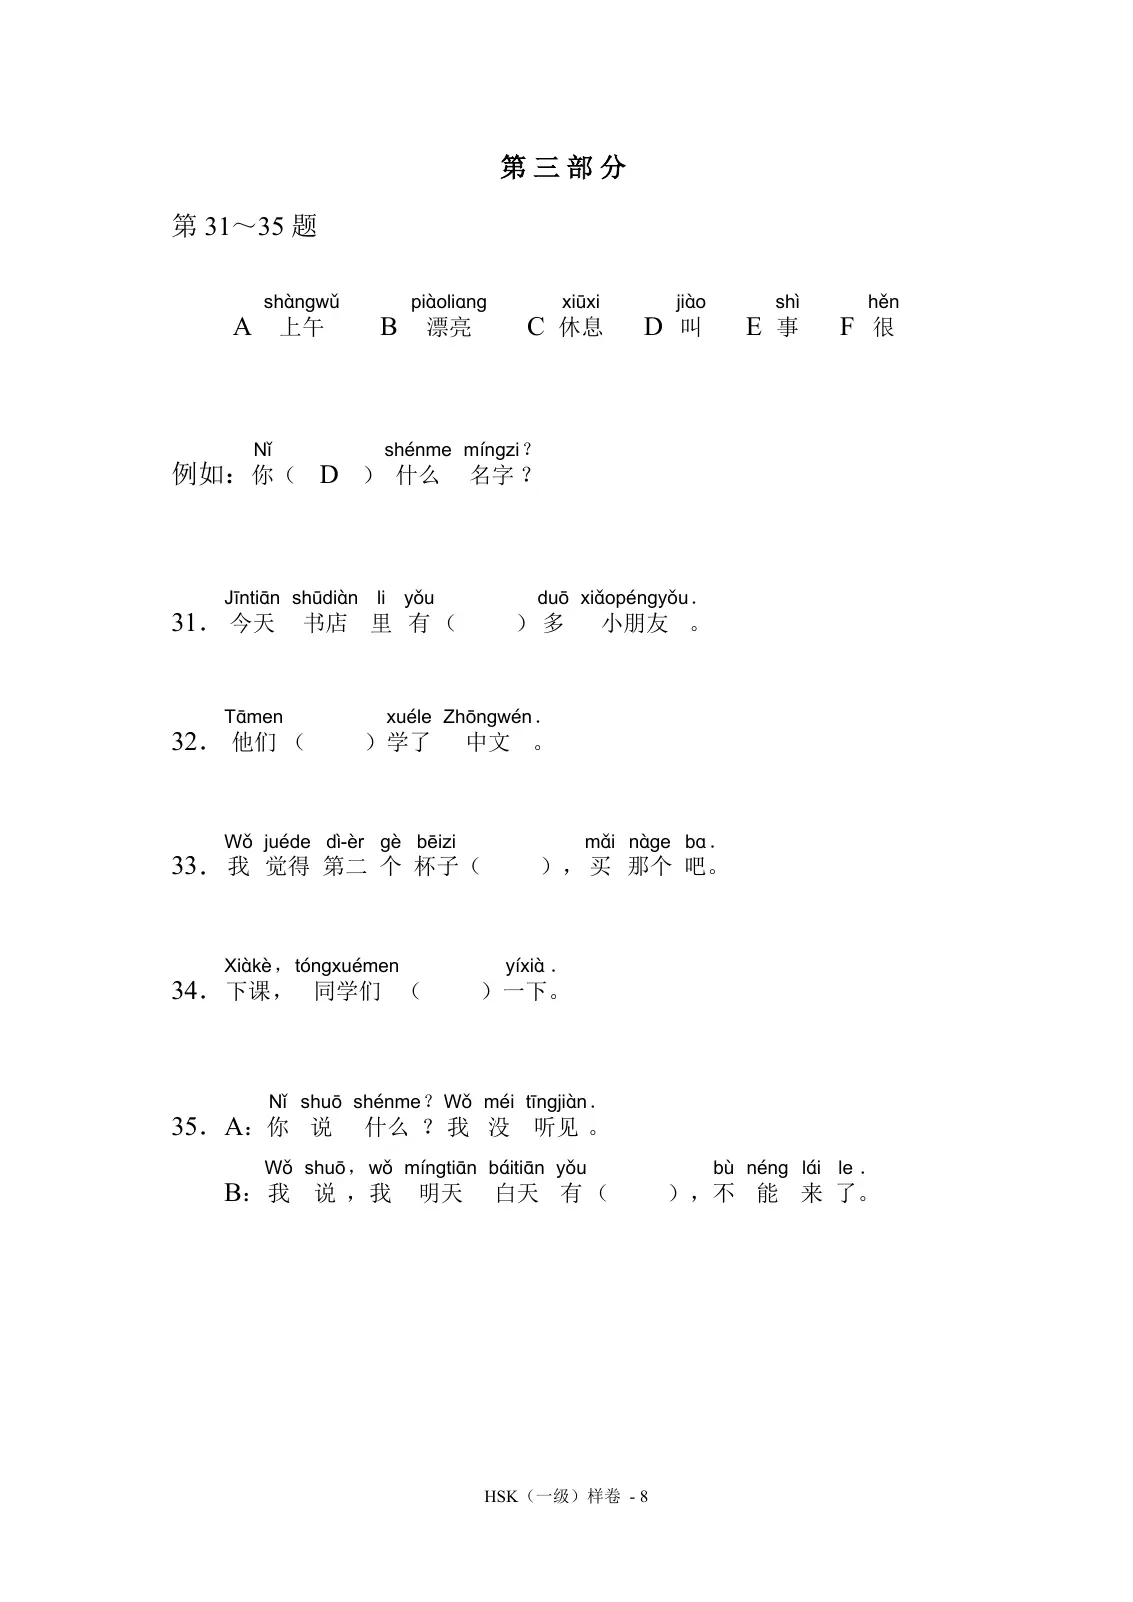 第三部分
第 31～35 题
shàngwǔ piàoliang xiūxi jiào shì hěn
A 上午 B 漂亮 C 休息 D 叫 E 事 F 很
Nǐ shénme míngzi？
例如：你（ D ）什么 名字？
Jīntiān shūdiàn li yǒu duō xiǎopéngyǒu．
31．今天 书店 里 有（ ）多 小朋友 。
Tāmen xuéle Zhōngwén．
32．他们（ ）学了 中文 。
Wǒ juéde dì-èr gè bēizi mǎi nàge ba．
33．我 觉得 第二 个 杯子（ ），买 那个 吧。
Xiàkè，tóngxuémen yíxià．
34．下课， 同学们 （ ）一下。
Nǐ shuō shénme？Wǒ méi tīngjiàn．
35．A：你 说 什么？我 没 听见 。
Wǒ shuō，wǒ míngtiān báitiān yǒu bù néng lái le．
B：我 说，我 明天 白天 有（ ），不 能 来 了。
HSK（一级）样卷 - 8